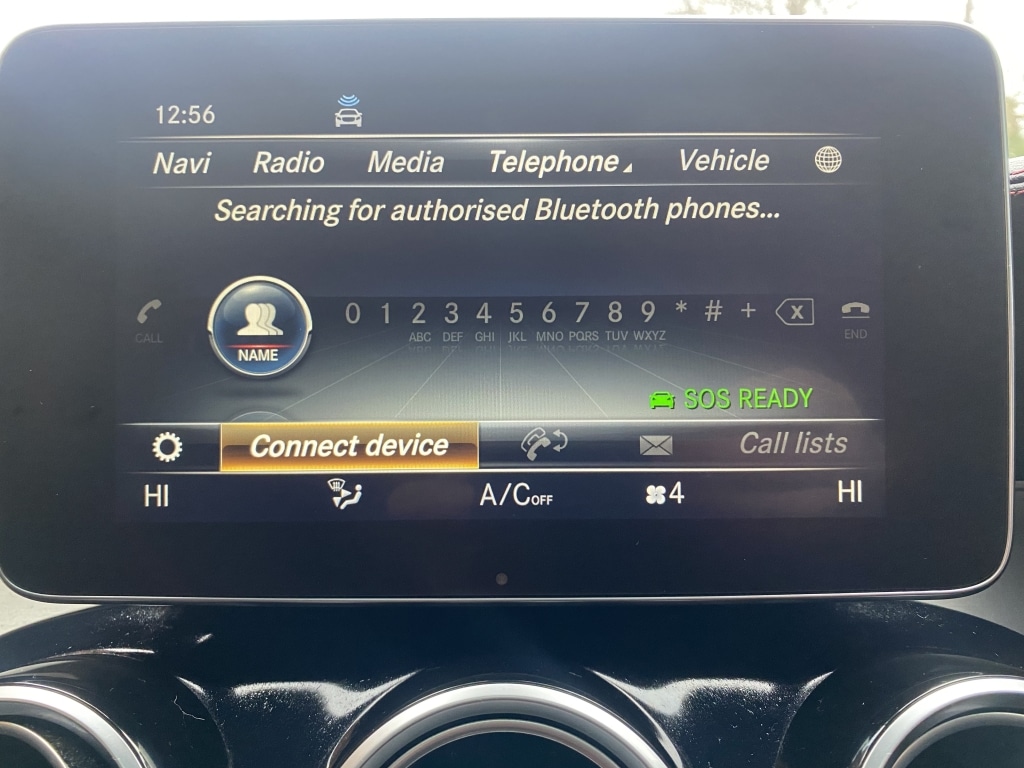 12:56
Navi Radio Media Telephone Vehicle
Searching for authorised Bluetooth phones...
0 1 2 3 4 5 6 7 8 9 * # + X
CALL NAME ABC DEF GHI JKL MNO PQRS TUV WXYZ END
SOS READY
Connect device Call lists
HI A/C OFF 4 HI